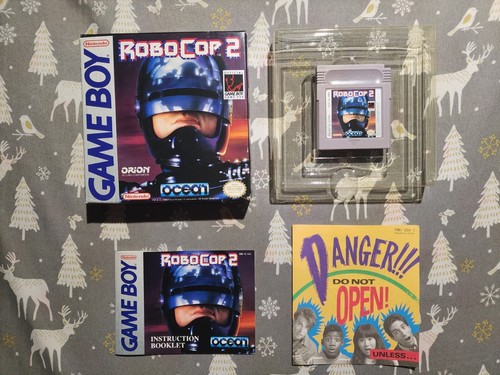 Nintendo
GAME BOY
ROBOCOP 2
ORION
Nintendo
ocean
ROBOCOP 2
ocean
GAME BOY
ROBOCOP 2
INSTRUCTION
BOOKLET
ocean
DANGER!!!
DO NOT
OPEN!
UNLESS...